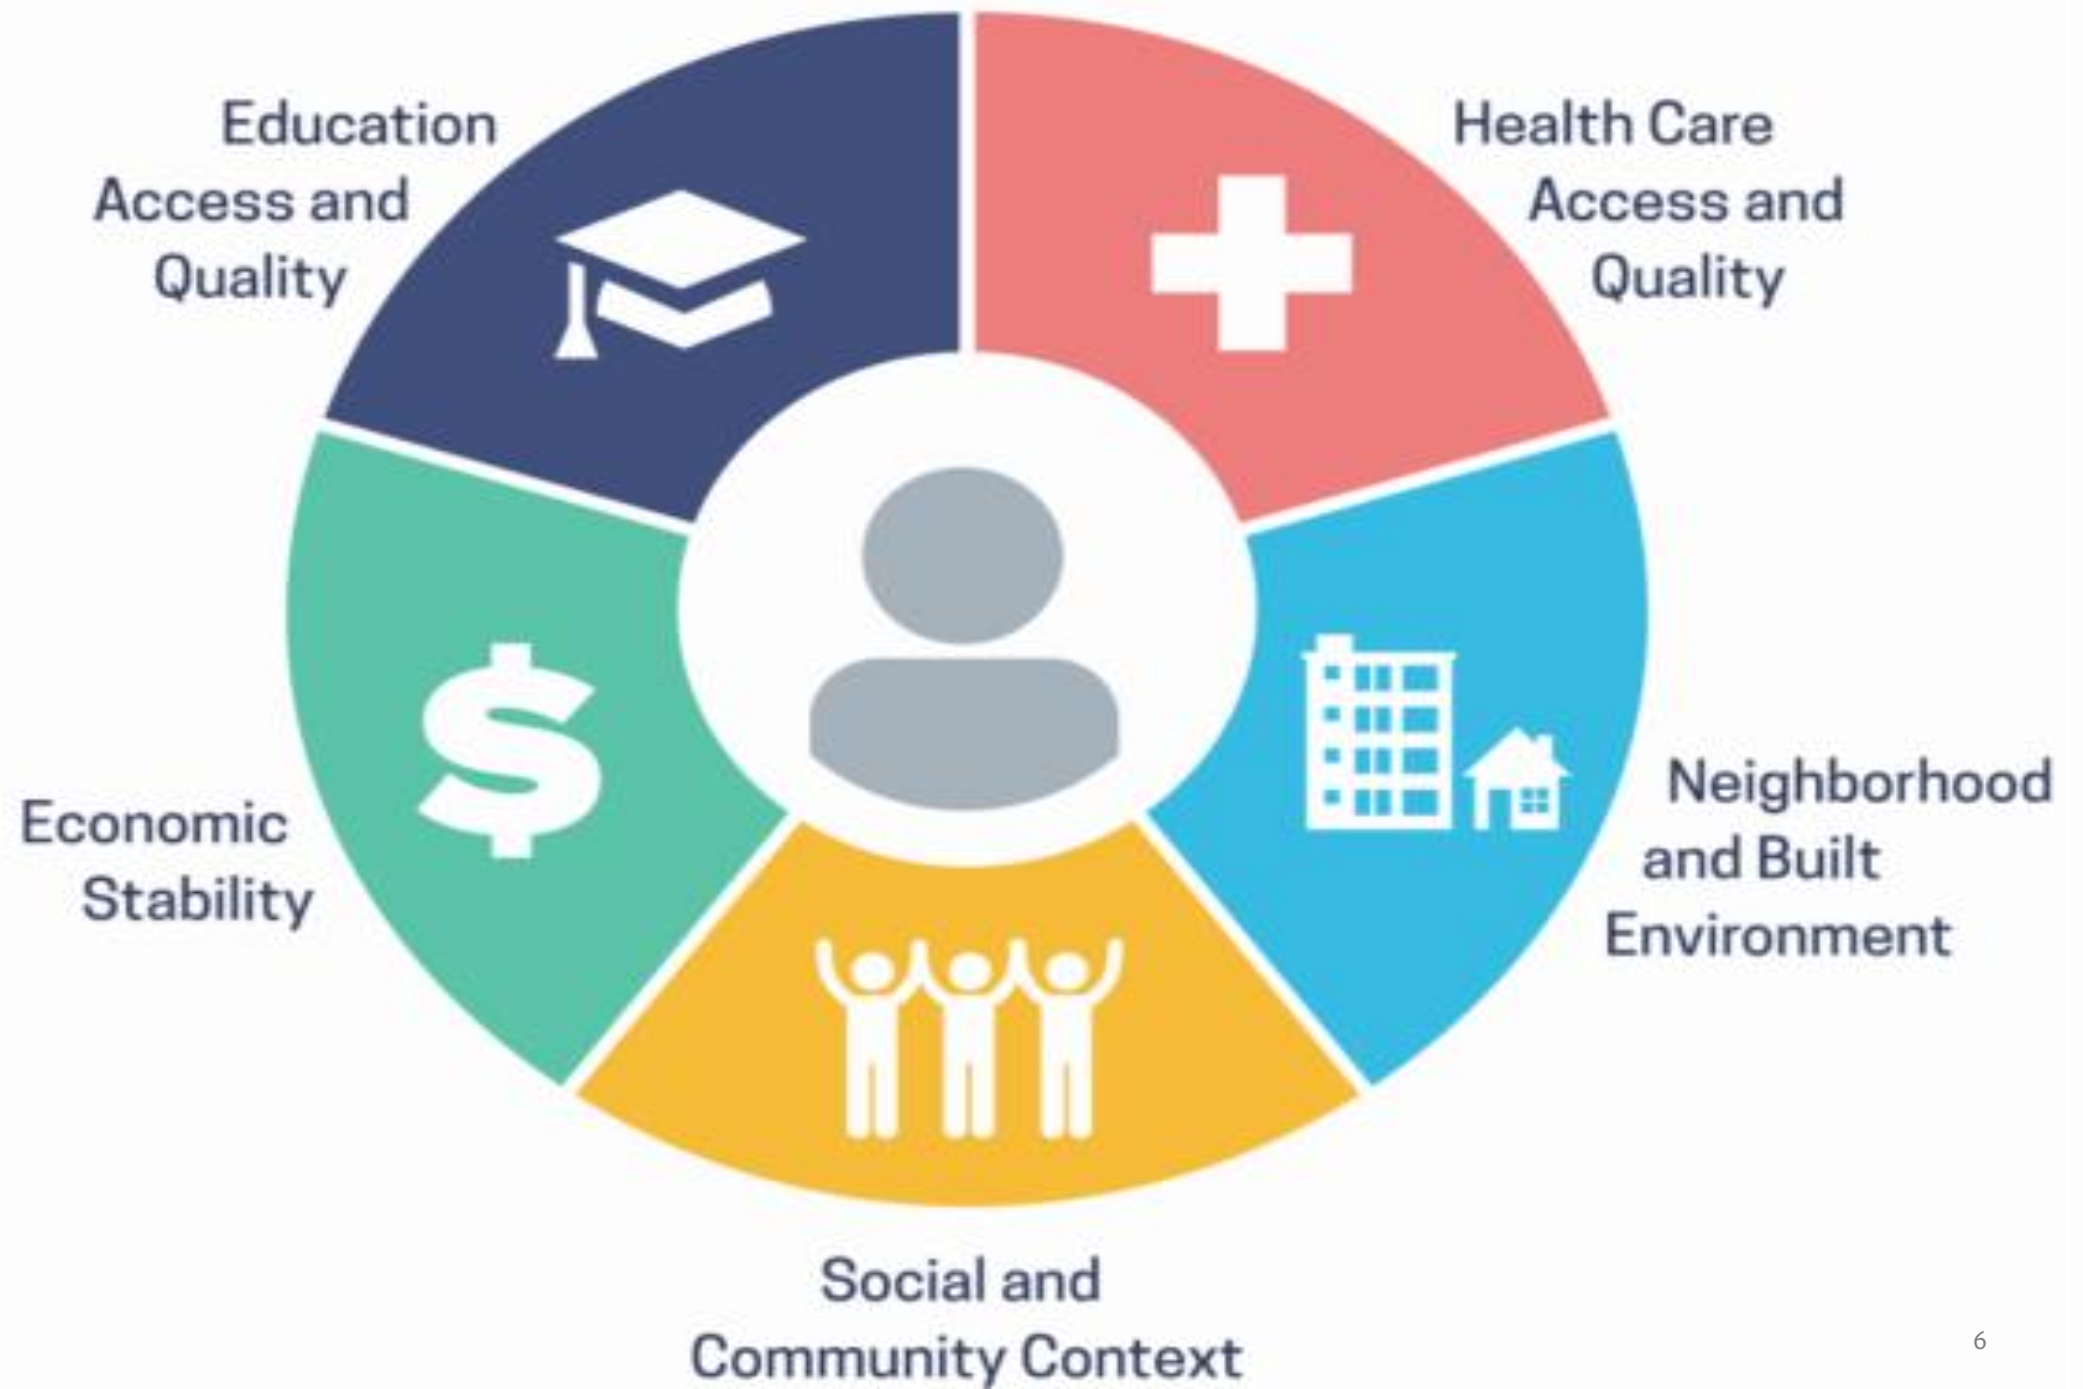 Education
Access and
Quality
Health Care
Access and
Quality
Economic
Stability
Neighborhood
and Built
Environment
Social and
Community Context
6